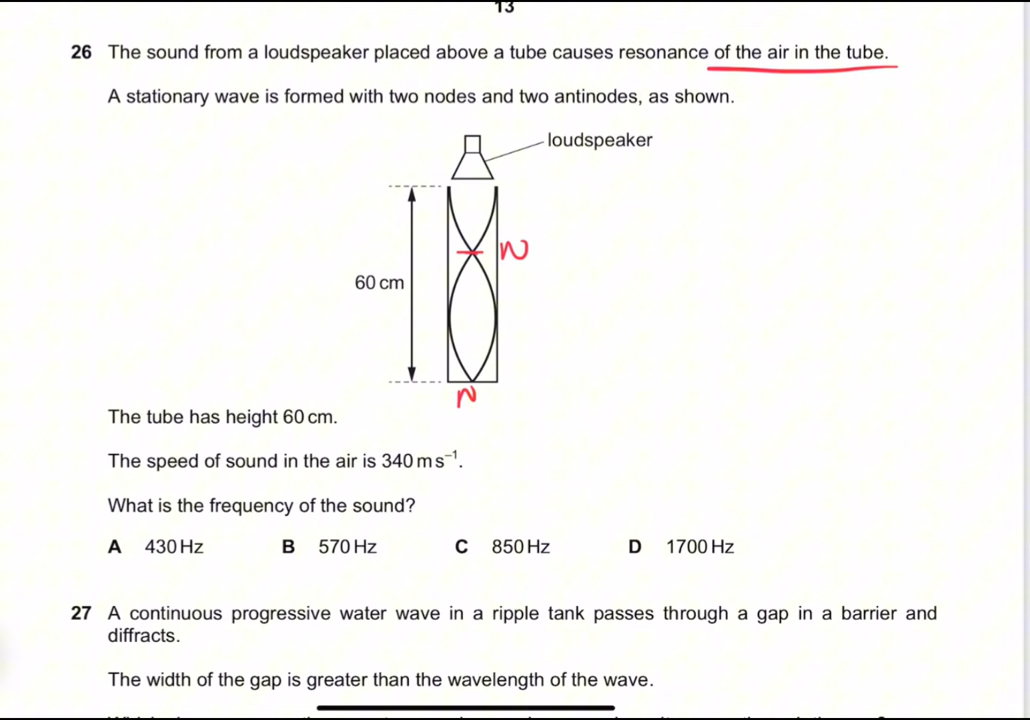 13
26 The sound from a loudspeaker placed above a tube causes resonance of the air in the tube.
A stationary wave is formed with two nodes and two antinodes, as shown.
loudspeaker
N
60 cm
N
The tube has height 60 cm.
The speed of sound in the air is 340 m s⁻¹.
What is the frequency of the sound?
A 430 Hz B 570 Hz C 850 Hz D 1700 Hz
27 A continuous progressive water wave in a ripple tank passes through a gap in a barrier and
diffracts.
The width of the gap is greater than the wavelength of the wave.